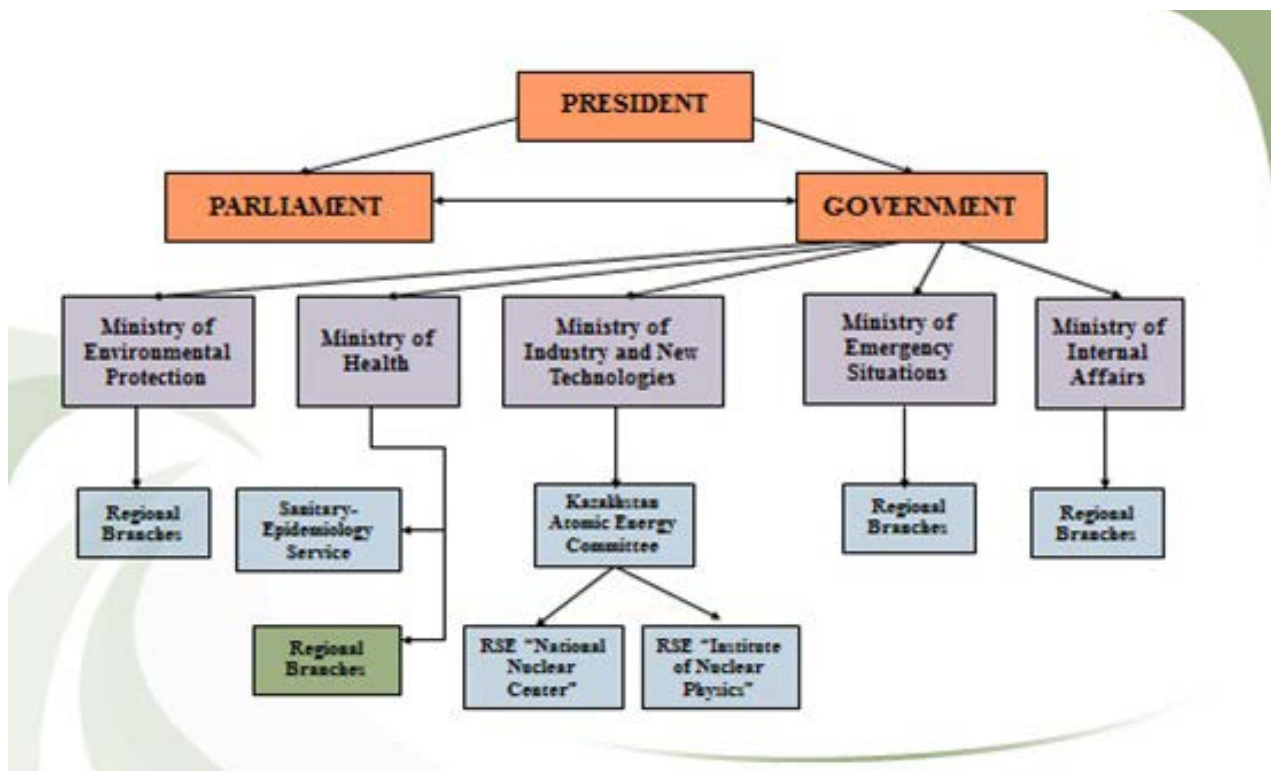 PRESIDENT
PARLIAMENT
GOVERNMENT
Ministry of
Environmental
Protection
Ministry of
Health
Ministry of
Industry and New
Technologies
Ministry of
Emergency
Situations
Ministry of
Internal
Affairs
Regional
Branches
Sanitary-
Epidemiology
Service
Kazakhstan
Atomic Energy
Committee
Regional
Branches
Regional
Branches
Regional
Branches
RSE “National
Nuclear
Center”
RSE “Institute
of Nuclear
Physics”